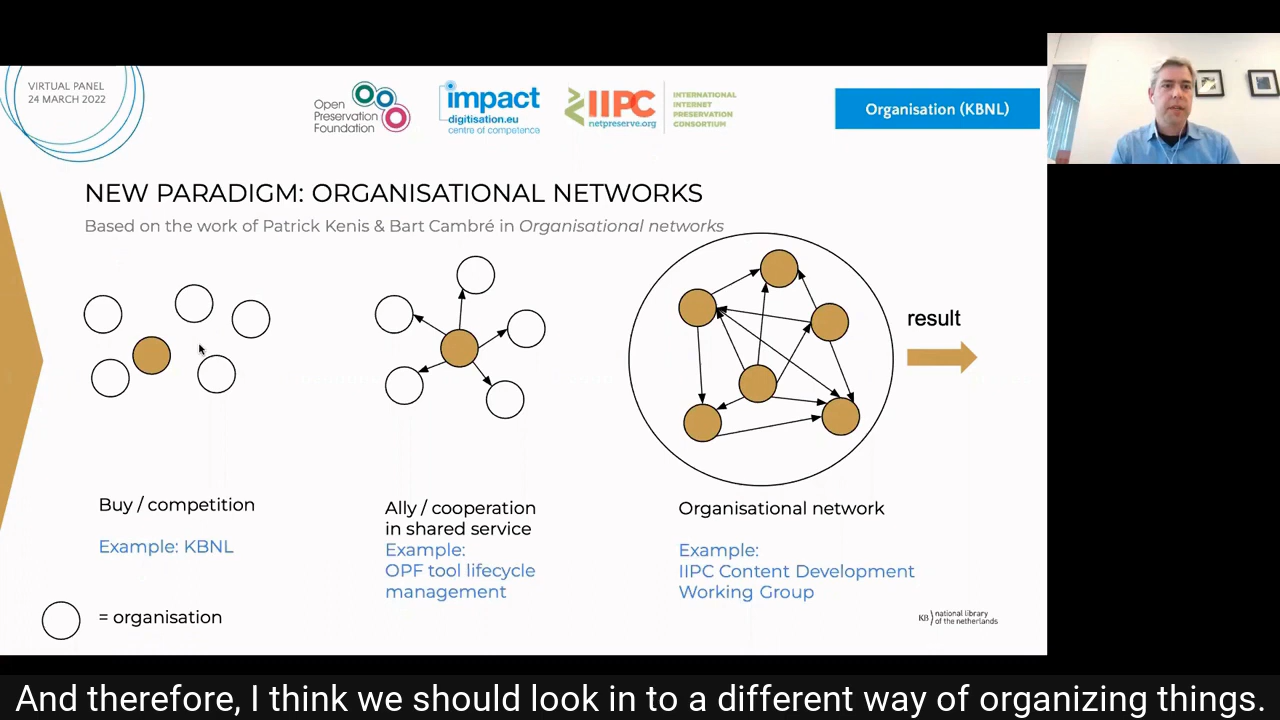 VIRTUAL PANEL
24 MARCH 2022
Open
Preservation
Foundation
impact
digitisation.eu
centre of competence
IIPC
netpreserve.org
INTERNATIONAL
INTERNET
PRESERVATION
CONSORTIUM
Organisation (KBNL)
NEW PARADIGM: ORGANISATIONAL NETWORKS
Based on the work of Patrick Kenis & Bart Cambré in Organisational networks
result
Buy / competition
Example: KBNL
Ally / cooperation
in shared service
Example:
OPF tool lifecycle
management
Organisational network
Example:
IIPC Content Development
Working Group
= organisation
KB national library
of the netherlands
And therefore, I think we should look in to a different way of organizing things.